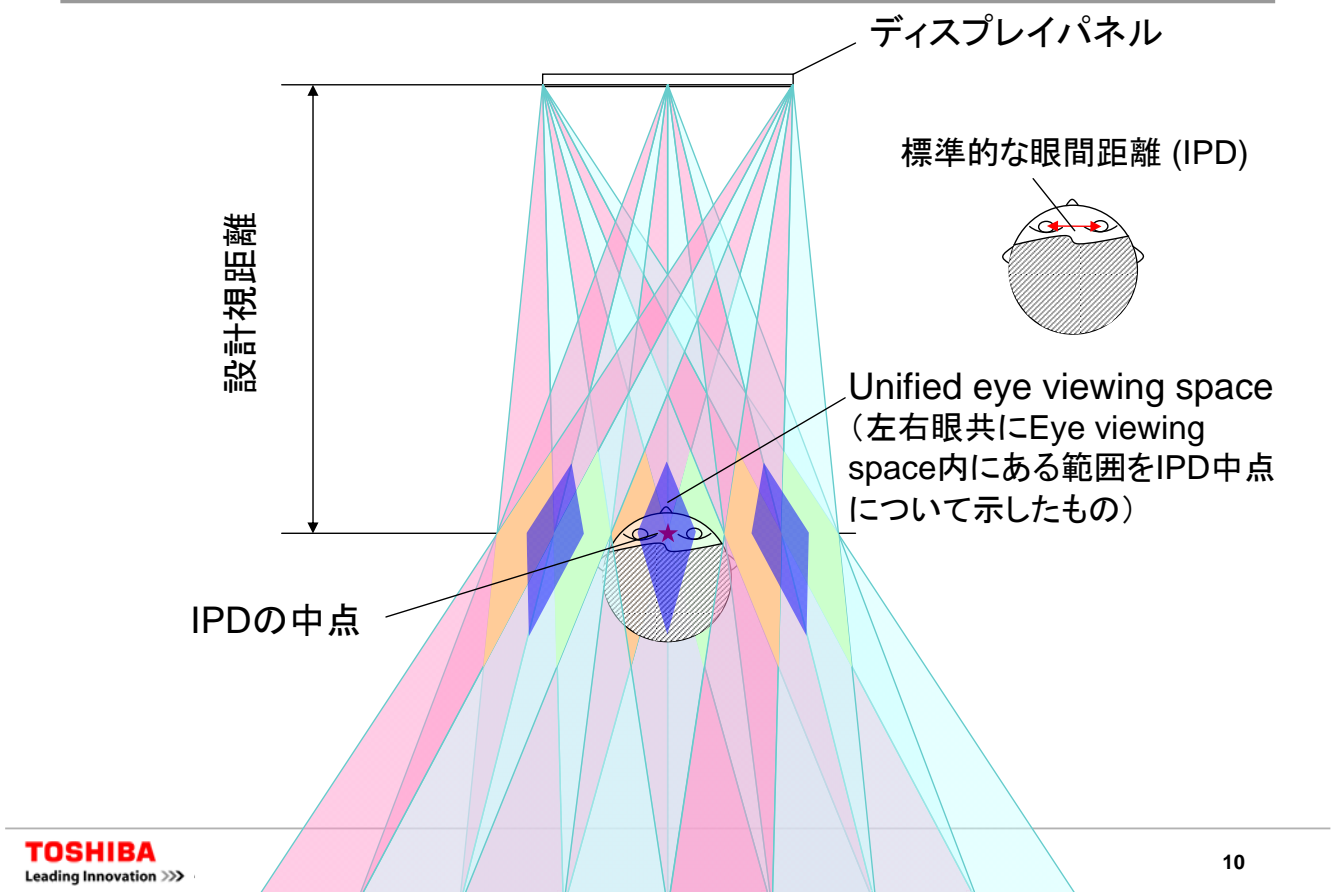 ディスプレイパネル
標準的な眼間距離 (IPD)
設計視距離
Unified eye viewing space
（左右眼共にEye viewing
space内にある範囲をIPD中点
について示したもの）
IPDの中点
TOSHIBA
Leading Innovation >>>
10